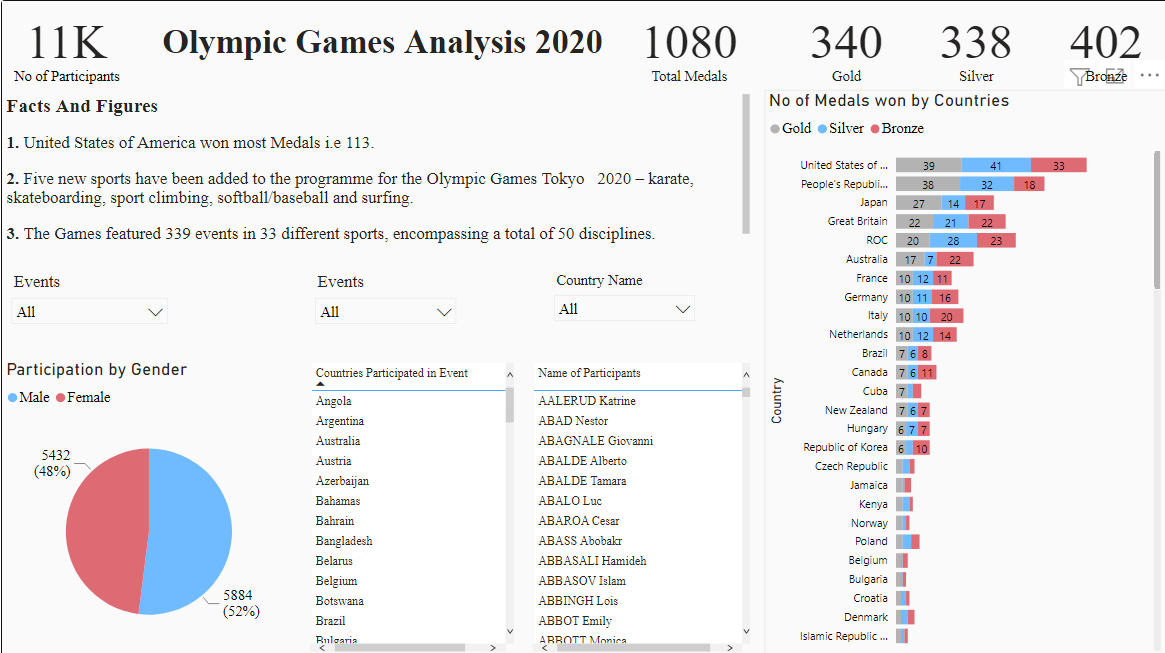 11K
No of Participants
Olympic Games Analysis 2020
1080
Total Medals
340
Gold
338
Silver
402
Bronze
Facts And Figures
1. United States of America won most Medals i.e 113.
2. Five new sports have been added to the programme for the Olympic Games Tokyo 2020 – karate,
skateboarding, sport climbing, softball/baseball and surfing.
3. The Games featured 339 events in 33 different sports, encompassing a total of 50 disciplines.
Events
All
Events
All
Country Name
All
Participation by Gender
Male Female
5432
(48%)
5884
(52%)
Countries Participated in Event
Angola
Argentina
Australia
Austria
Azerbaijan
Bahamas
Bahrain
Bangladesh
Belarus
Belgium
Botswana
Brazil
Bulgaria
Name of Participants
AALERUD Katrine
ABAD Nestor
ABAGNALE Giovanni
ABALDE Alberto
ABALDE Tamara
ABALO Luc
ABAROA Cesar
ABASS Abobakr
ABBASALI Hamideh
ABBASOV Islam
ABBINGH Lois
ABBOT Emily
ABBOTT Monica
No of Medals won by Countries
Gold Silver Bronze
Country
United States of ... 39 41 33
People's Republi... 38 32 18
Japan 27 14 17
Great Britain 22 21 22
ROC 20 28 23
Australia 17 7 22
France 10 12 11
Germany 10 11 16
Italy 10 10 20
Netherlands 10 12 14
Brazil 7 6 8
Canada 7 6 11
Cuba 7
New Zealand 7 6 7
Hungary 6 7 7
Republic of Korea 6 10
Czech Republic
Jamaica
Kenya
Norway
Poland
Belgium
Bulgaria
Croatia
Denmark
Islamic Republic ...